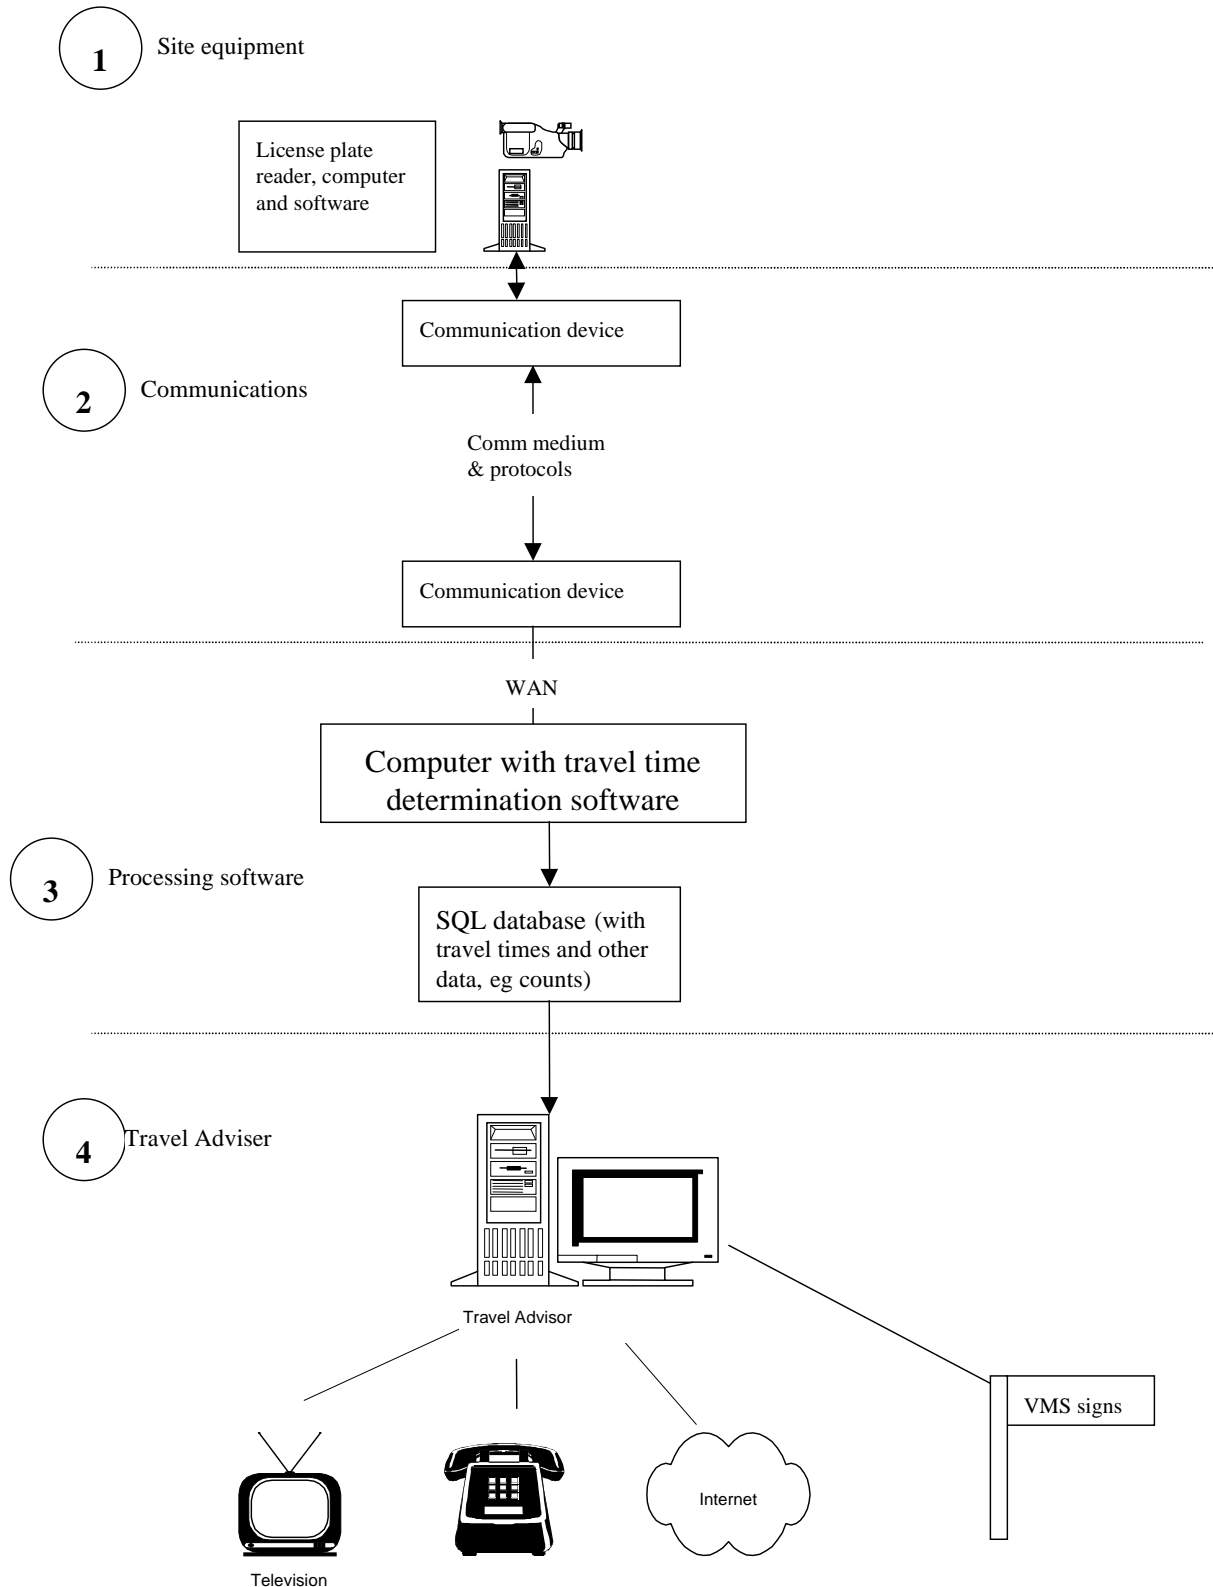 1
Site equipment
License plate
reader, computer
and software
Communication device
2
Communications
Comm medium
& protocols
Communication device
WAN
Computer with travel time
determination software
3
Processing software
SQL database (with
travel times and other
data, eg counts)
4
Travel Adviser
Travel Advisor
VMS signs
Internet
Television